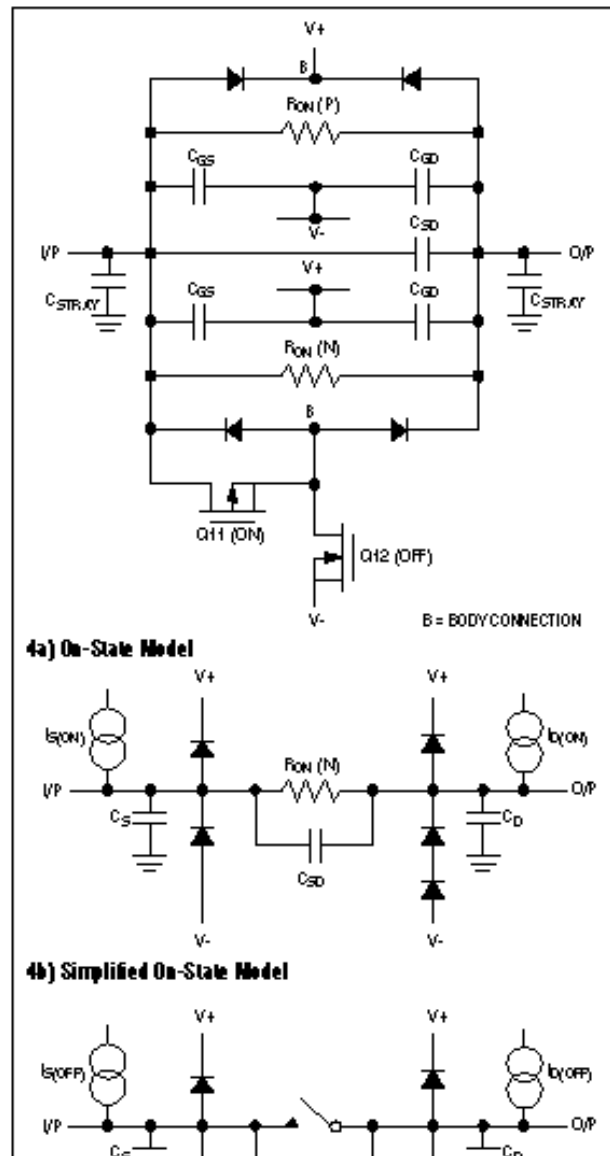 V+
B
RON (P)
CGS CGD
V-
CSD
I/P O/P
V+
CSTRAY CSTRAY
CGS CGD
RON (N)
B
Q11 (ON)
Q12 (OFF)
V-
B = BODY CONNECTION
4a) On-State Model
V+ V+
IS(ON) ID(ON)
RON (N)
I/P O/P
CS CD
CSD
V- V-
4b) Simplified On-State Model
V+ V+
IS(OFF) ID(OFF)
I/P O/P
CS CD